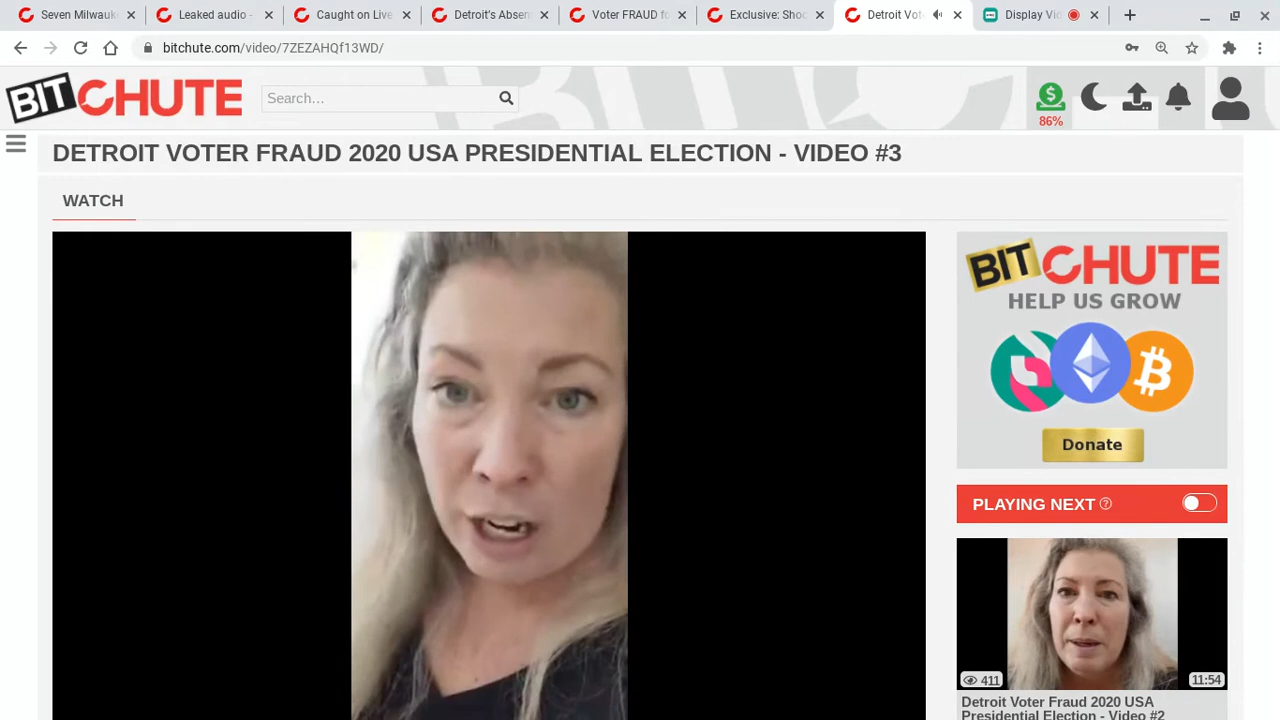 Seven Milwauke
Leaked audio -
Caught on Live
Detroit's Absen
Voter FRAUD fo
Exclusive: Shoc
Detroit Vot
Display Vid
bitchute.com/video/7ZEZAHQf13WD/
BITCHUTE
Search...
86%
DETROIT VOTER FRAUD 2020 USA PRESIDENTIAL ELECTION - VIDEO #3
WATCH
BITCHUTE
HELP US GROW
Donate
PLAYING NEXT
411
11:54
Detroit Voter Fraud 2020 USA
Presidential Election - Video #2